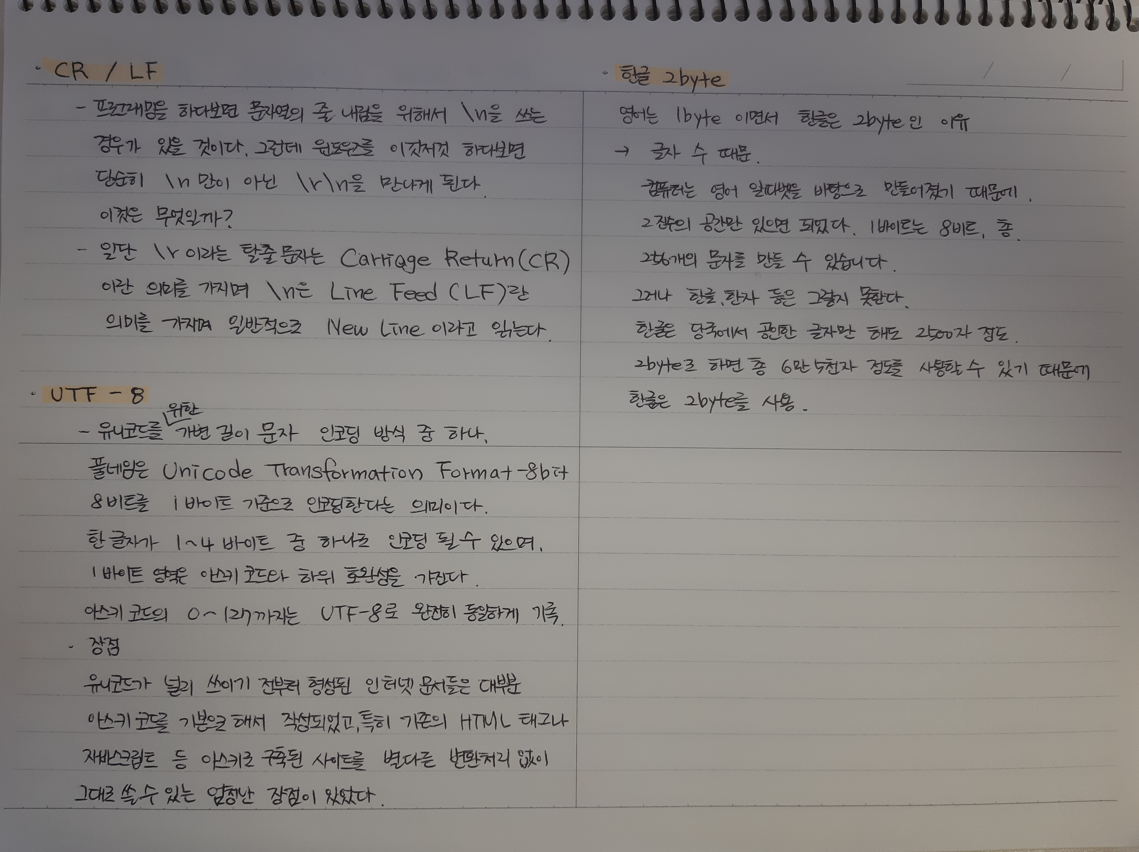 · CR / LF
- 프로그래밍을 하다보면 문자열의 줄 내림을 위해서 \n을 쓰는
경우가 있을 것이다. 그런데 윈도우즈를 이것저것 하다보면
단순히 \n 만이 아닌 \r\n을 만나게 된다.
이것은 무엇일까?
- 일단 \r 이라는 탈출문자는 Carriage Return(CR)
이란 의미를 가지며 \n은 Line Feed (LF)란
의미를 가지며 일반적으로 New Line 이라고 읽는다.
· UTF - 8
- 유니코드를 위한 가변 길이 문자 인코딩 방식 중 하나.
풀네임은 Unicode Transformation Format -8bit
8비트를 1바이트 기준으로 인코딩한다는 의미이다.
한 글자가 1~4 바이트 중 하나로 인코딩 될 수 있으며,
1바이트 영역은 아스키 코드와 하위 호환성을 가진다.
아스키 코드의 0~127까지는 UTF-8로 완전히 동일하게 기록.
· 장점
유니코드가 널리 쓰이기 전부터 형성된 인터넷 문서들은 대부분
아스키 코드를 기본으로 해서 작성되었고, 특히 기존의 HTML 태그나
자바스크립트 등 아스키로 구축된 사이트를 별다른 변환처리 없이
그대로 쓸 수 있는 엄청난 장점이 있었다.
· 한글 2byte
영어는 1byte 이면서 한글은 2byte 인 이유
→ 글자 수 때문.
컴퓨터는 영어 알파벳을 바탕으로 만들어졌기 때문에.
2진수의 공간만 있으면 되었다. 1바이트는 8비트, 총
256개의 문자를 만들 수 있습니다.
그러나 한글, 한자 등은 그렇지 못한다.
한글은 당국에서 공인한 글자만 해도 2500자 정도.
2byte로 하면 총 6만 5천자 정도를 사용할 수 있기 때문에
한글은 2byte를 사용.